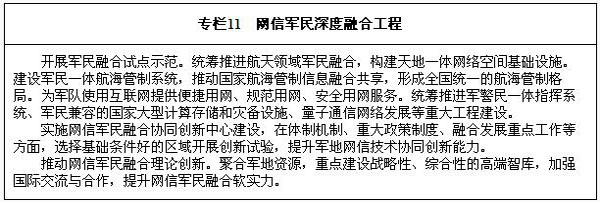 专栏11　网信军民深度融合工程
开展军民融合试点示范。统筹推进航天领域军民融合，构建天地一体网络空间基础设施。
建设军民一体航海管制系统，推动国家航海管制信息融合共享，形成全国统一的航海管制格
局。为军队使用互联网提供便捷用网、规范用网、安全用网服务。统筹推进军警民一体指挥系
统、军民兼容的国家大型计算存储和灾备设施、量子通信网络发展等重大工程建设。
实施网信军民融合协同创新中心建设，在体制机制、重大政策制度、融合发展重点工作等
方面，选择基础条件好的区域开展创新试验，提升军地网信技术协同创新能力。
推动网信军民融合理论创新。聚合军地资源，重点建设战略性、综合性的高端智库，加强
国际交流与合作，提升网信军民融合软实力。